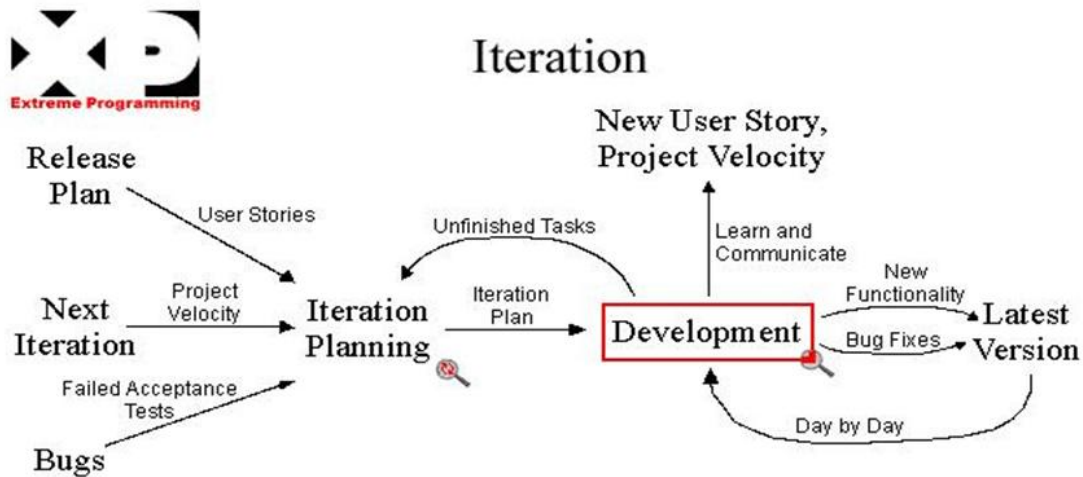 XP
Extreme Programming
Iteration
New User Story,
Project Velocity
Release
Plan
User Stories
Unfinished Tasks
Learn and
Communicate
New
Functionality
Next
Iteration
Project
Velocity
Iteration
Planning
Iteration
Plan
Development
Bug Fixes
Latest
Version
Failed Acceptance
Tests
Day by Day
Bugs